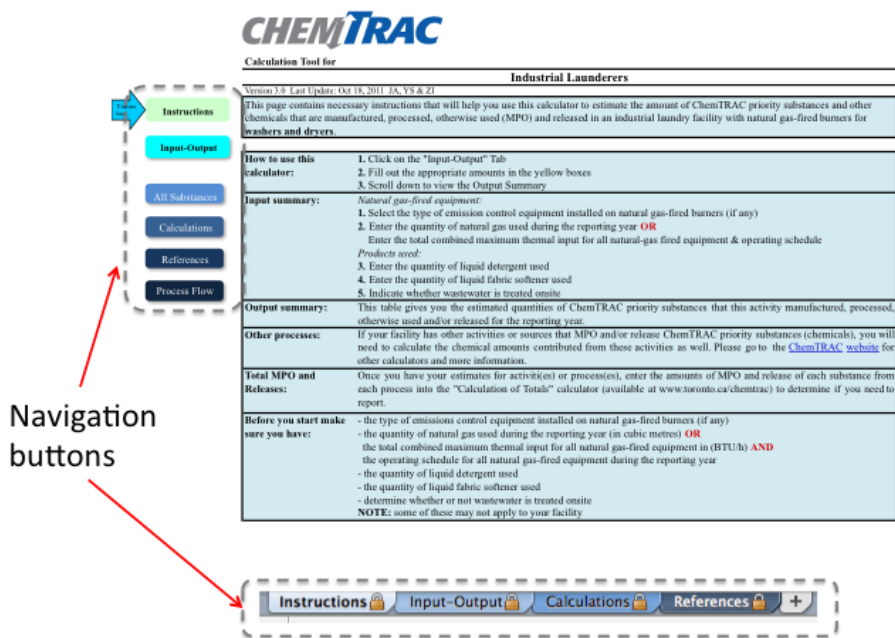 CHEMTRAC
Calculation Tool for
Industrial Launderers
Version 3.0 Last Update: Oct 18, 2011 JA, YS & ZI
Instructions
Input-Output
All Substances
Calculations
References
Process Flow
This page contains necessary instructions that will help you use this calculator to estimate the amount of ChemTRAC priority substances and other
chemicals that are manufactured, processed, otherwise used (MPO) and released in an industrial laundry facility with natural gas-fired burners for
washers and dryers.
How to use this
calculator:
1. Click on the "Input-Output" Tab
2. Fill out the appropriate amounts in the yellow boxes
3. Scroll down to view the Output Summary
Input summary:
Natural gas-fired equipment:
1. Select the type of emission control equipment installed on natural gas-fired burners (if any)
2. Enter the quantity of natural gas used during the reporting year OR
Enter the total combined maximum thermal input for all natural-gas fired equipment & operating schedule
Products used:
3. Enter the quantity of liquid detergent used
4. Enter the quantity of liquid fabric softener used
5. Indicate whether wastewater is treated onsite
Output summary:
This table gives you the estimated quantities of ChemTRAC priority substances that this activity manufactured, processed,
otherwise used and/or released for the reporting year.
Other processes:
If your facility has other activities or sources that MPO and/or release ChemTRAC priority substances (chemicals), you will
need to calculate the chemical amounts contributed from these activities as well. Please go to the ChemTRAC website for
other calculators and more information.
Total MPO and
Releases:
Once you have your estimates for activiti(es) or process(es), enter the amounts of MPO and release of each substance from
each process into the "Calculation of Totals" calculator (available at www.toronto.ca/chemtrac) to determine if you need to
report.
Before you start make
sure you have:
- the type of emissions control equipment installed on natural gas-fired burners (if any)
- the quantity of natural gas used during the reporting year (in cubic metres) OR
the total combined maximum thermal input for all natural gas-fired equipment in (BTU/h) AND
the operating schedule for all natural gas-fired equipment during the reporting year
- the quantity of liquid detergent used
- the quantity of liquid fabric softener used
- determine whether or not wastewater is treated onsite
NOTE: some of these may not apply to your facility
Navigation
buttons
Instructions Input-Output Calculations References +